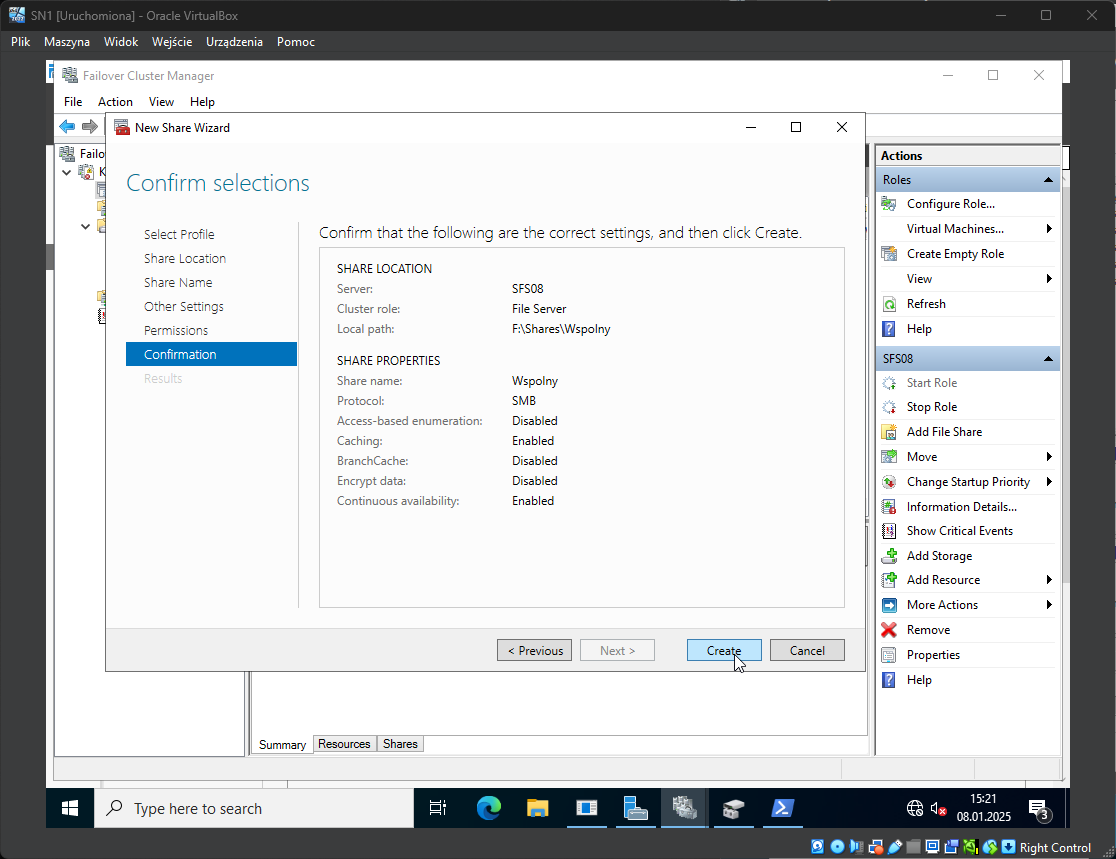 SN1 [Uruchomiona] - Oracle VirtualBox
Plik Maszyna Widok Wejście Urządzenia Pomoc
Failover Cluster Manager
File Action View Help
New Share Wizard
Failo
K
Confirm selections
Select Profile
Share Location
Share Name
Other Settings
Permissions
Confirmation
Results
Confirm that the following are the correct settings, and then click Create.
SHARE LOCATION
Server: SFS08
Cluster role: File Server
Local path: F:\Shares\Wspolny
SHARE PROPERTIES
Share name: Wspolny
Protocol: SMB
Access-based enumeration: Disabled
Caching: Enabled
BranchCache: Disabled
Encrypt data: Disabled
Continuous availability: Enabled
< Previous Next > Create Cancel
Summary Resources Shares
Actions
Roles
Configure Role...
Virtual Machines...
Create Empty Role
View
Refresh
Help
SFS08
Start Role
Stop Role
Add File Share
Move
Change Startup Priority
Information Details...
Show Critical Events
Add Storage
Add Resource
More Actions
Remove
Properties
Help
Type here to search
15:21
08.01.2025
3
Right Control